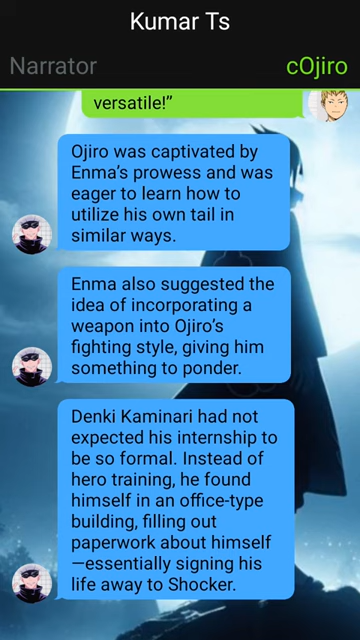 Kumar Ts
Narrator
cOjiro
versatile!”
Ojiro was captivated by
Enma’s prowess and was
eager to learn how to
utilize his own tail in
similar ways.
Enma also suggested the
idea of incorporating a
weapon into Ojiro’s
fighting style, giving him
something to ponder.
Denki Kaminari had not
expected his internship to
be so formal. Instead of
hero training, he found
himself in an office-type
building, filling out
paperwork about himself
—essentially signing his
life away to Shocker.